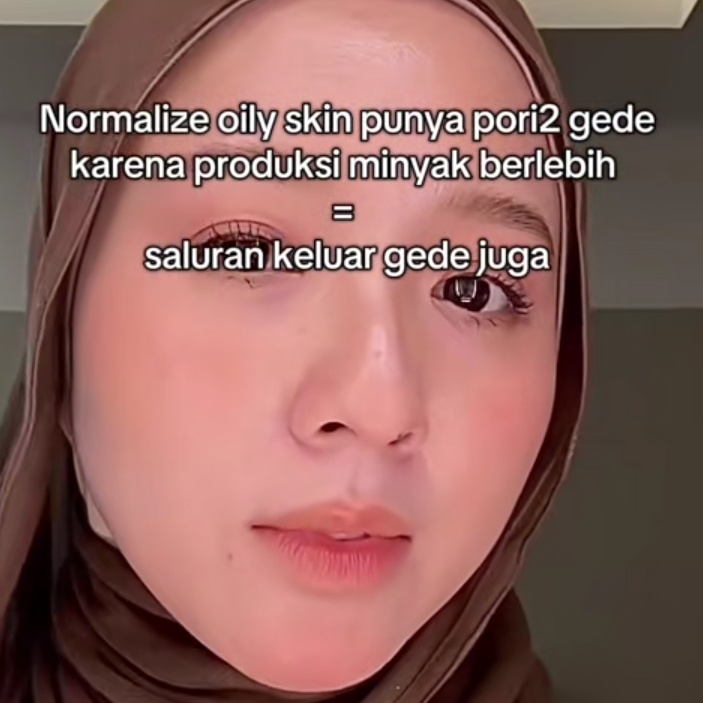 Normalize oily skin punya pori2 gede
karena produksi minyak berlebih
=
saluran keluar gede juga